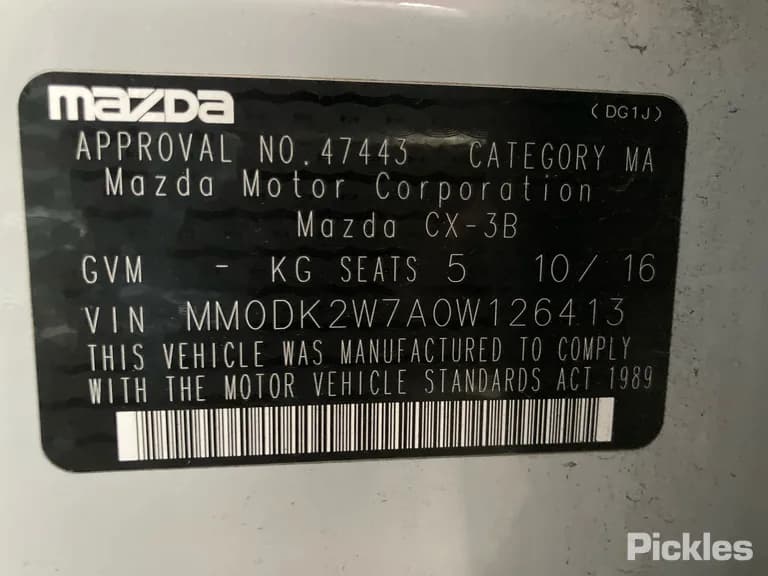 mazda
(DG1J)
APPROVAL NO.47443 CATEGORY MA
Mazda Motor Corporation
Mazda CX-3B
GVM - KG SEATS 5 10/16
VIN MM0DK2W7A0W126413
THIS VEHICLE WAS MANUFACTURED TO COMPLY
WITH THE MOTOR VEHICLE STANDARDS ACT 1989
Pickles